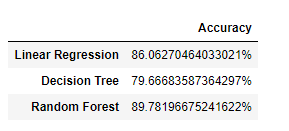 Accuracy
Linear Regression 86.06270464033021%
Decision Tree 79.66683587364297%
Random Forest 89.78196675241622%